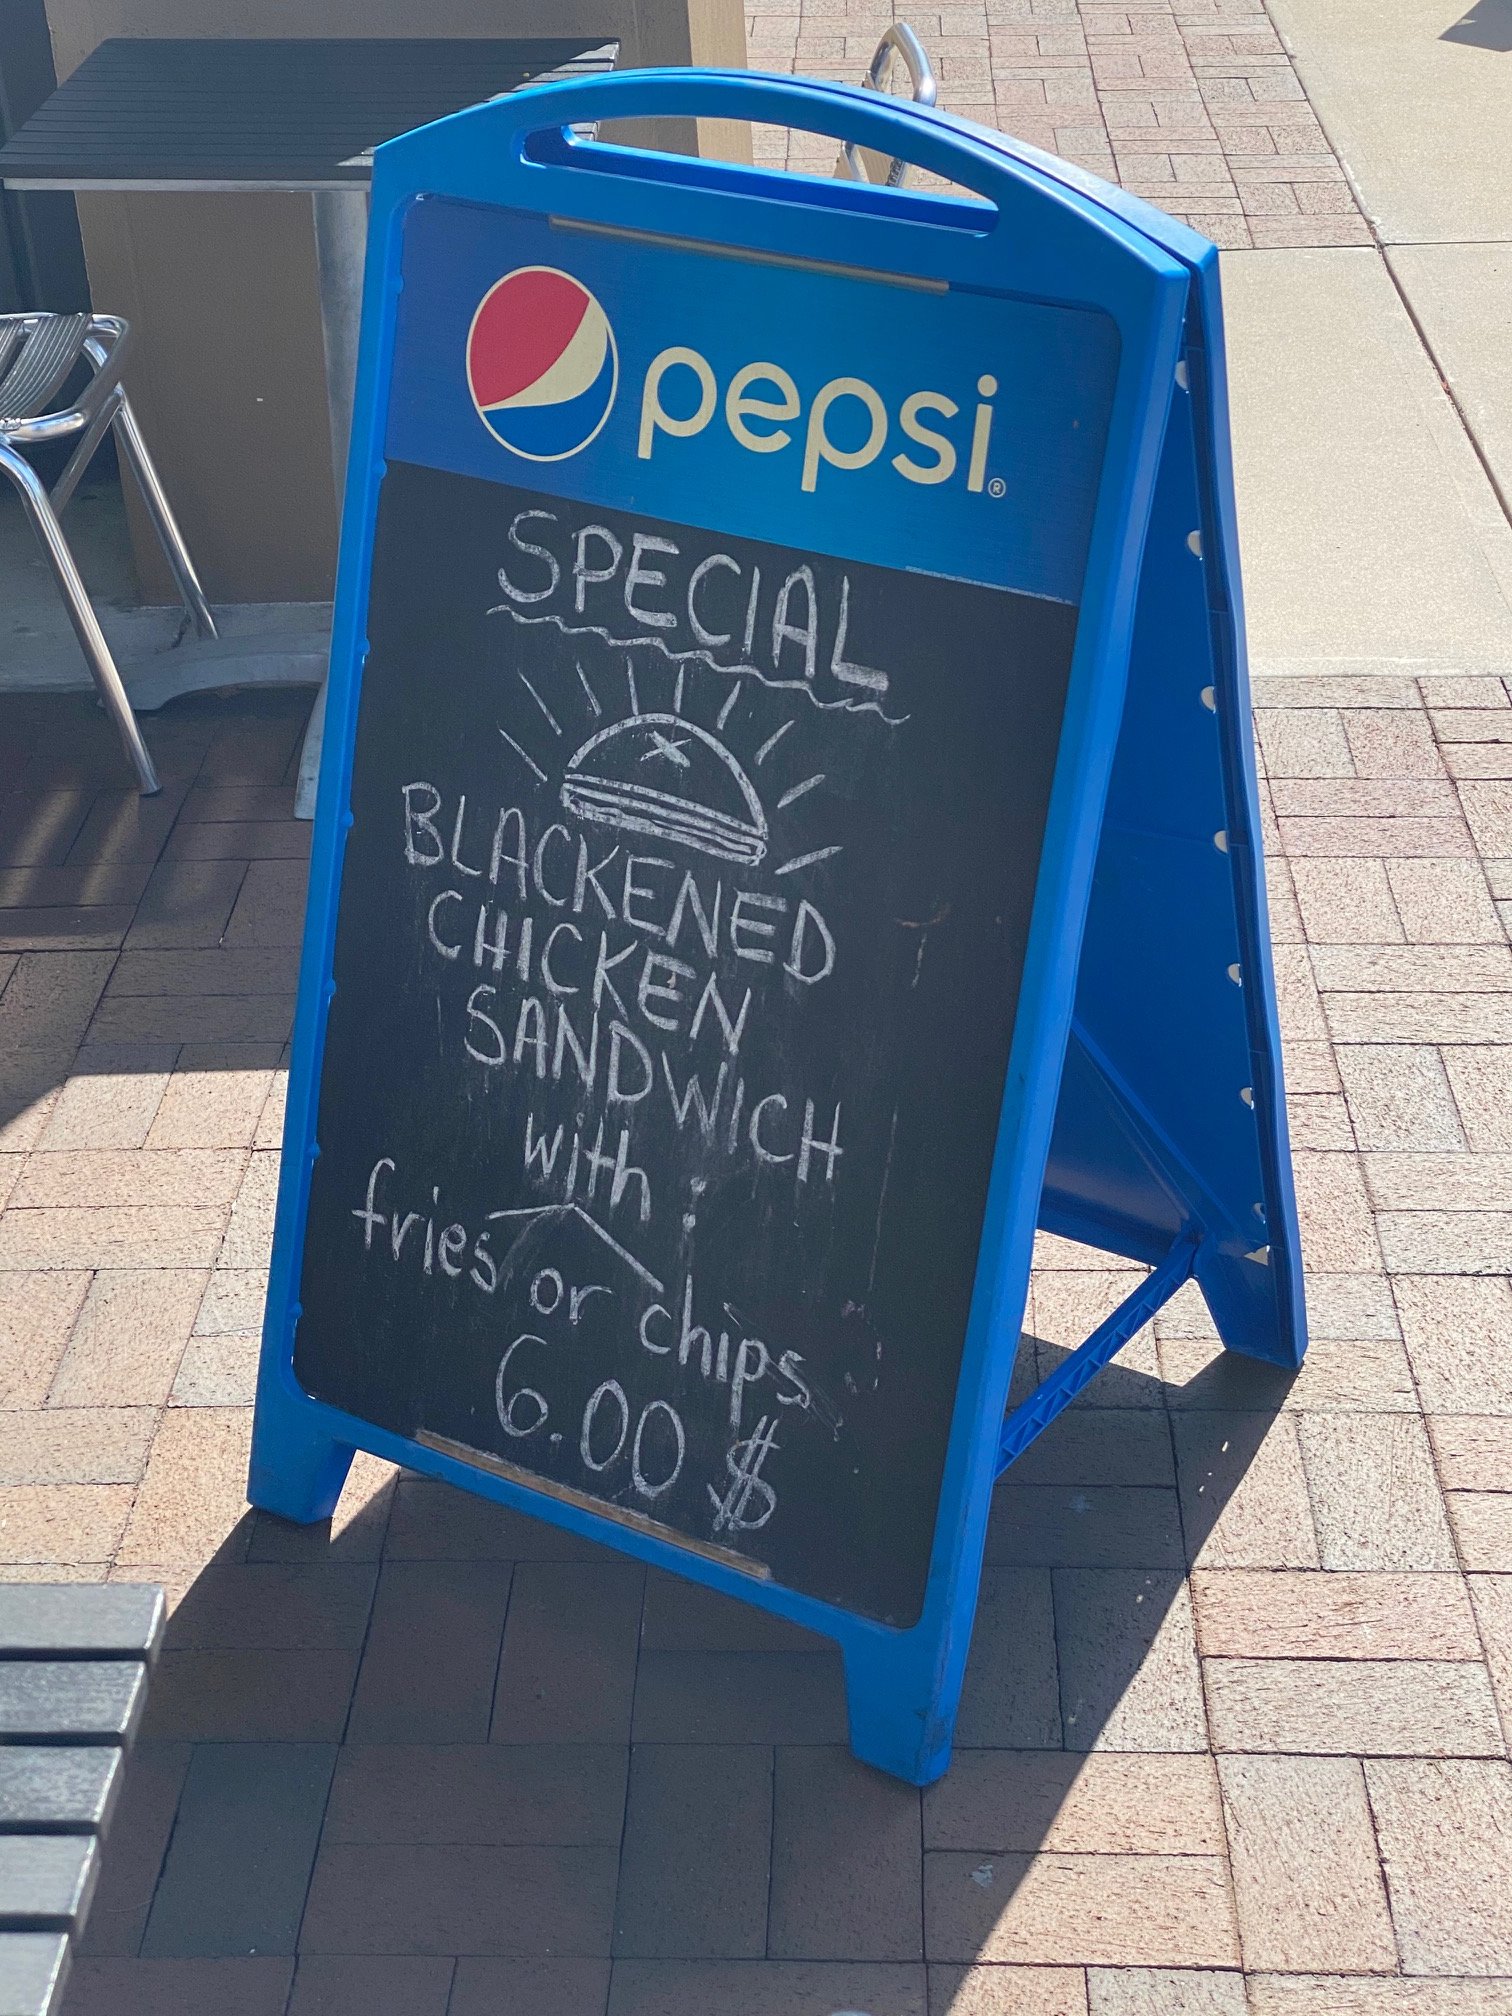 pepsi®
SPECIAL
BLACKENED
CHICKEN
SANDWICH
with:
fries or chips
6.00 $